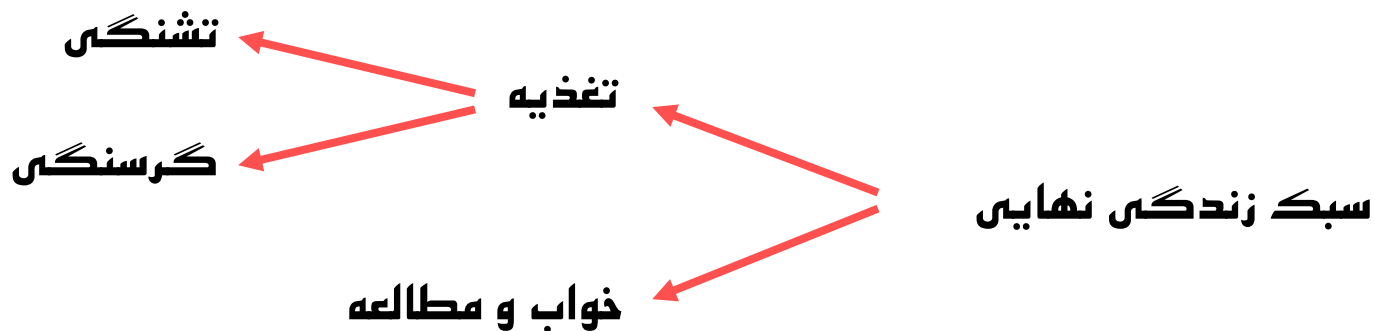 سبک زندگی نهایی
تغذیه
تشنگی
گرسنگی
خواب و مطالعه